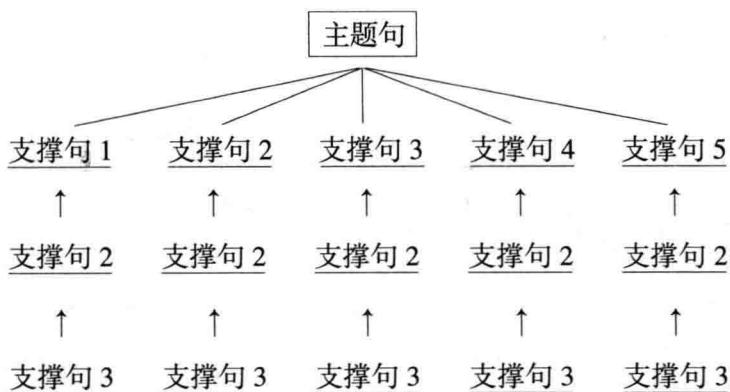 主题句
支撑句 1 支撑句 2 支撑句 3 支撑句 4 支撑句 5
↑ ↑ ↑ ↑ ↑
支撑句 2 支撑句 2 支撑句 2 支撑句 2 支撑句 2
↑ ↑ ↑ ↑ ↑
支撑句 3 支撑句 3 支撑句 3 支撑句 3 支撑句 3